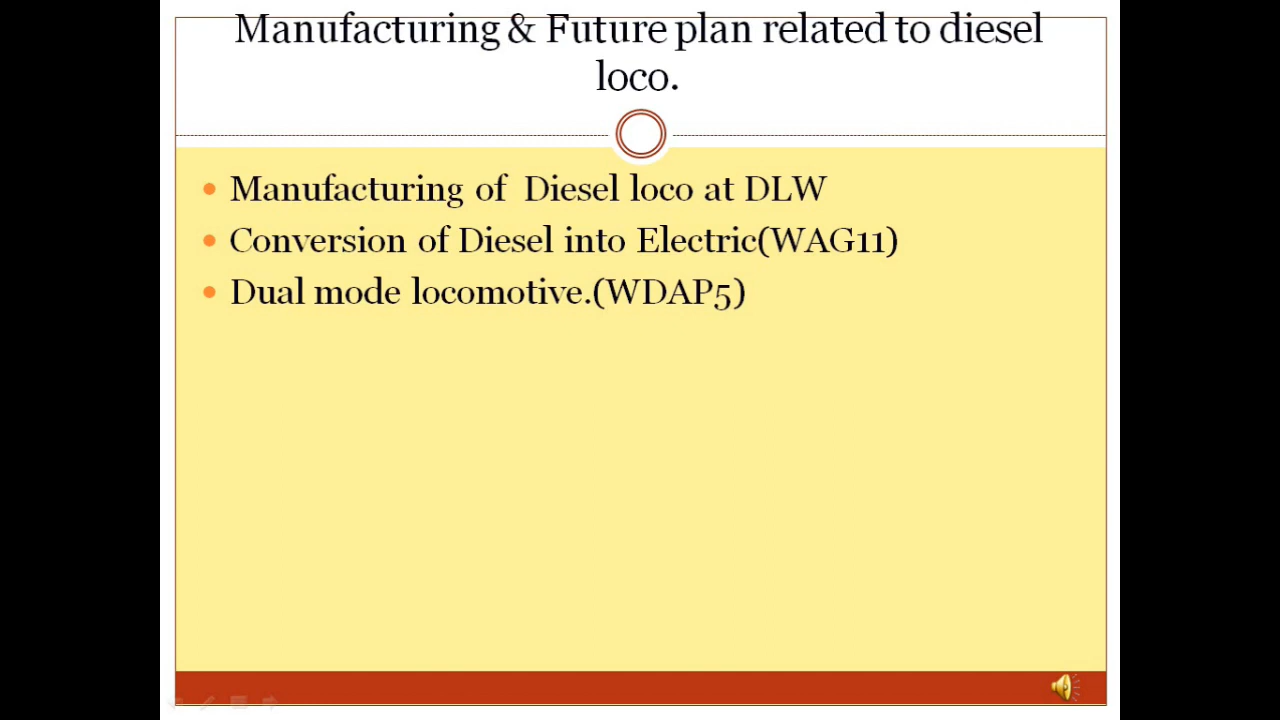 Manufacturing & Future plan related to diesel
loco.
Manufacturing of Diesel loco at DLW
Conversion of Diesel into Electric(WAG11)
Dual mode locomotive.(WDAP5)